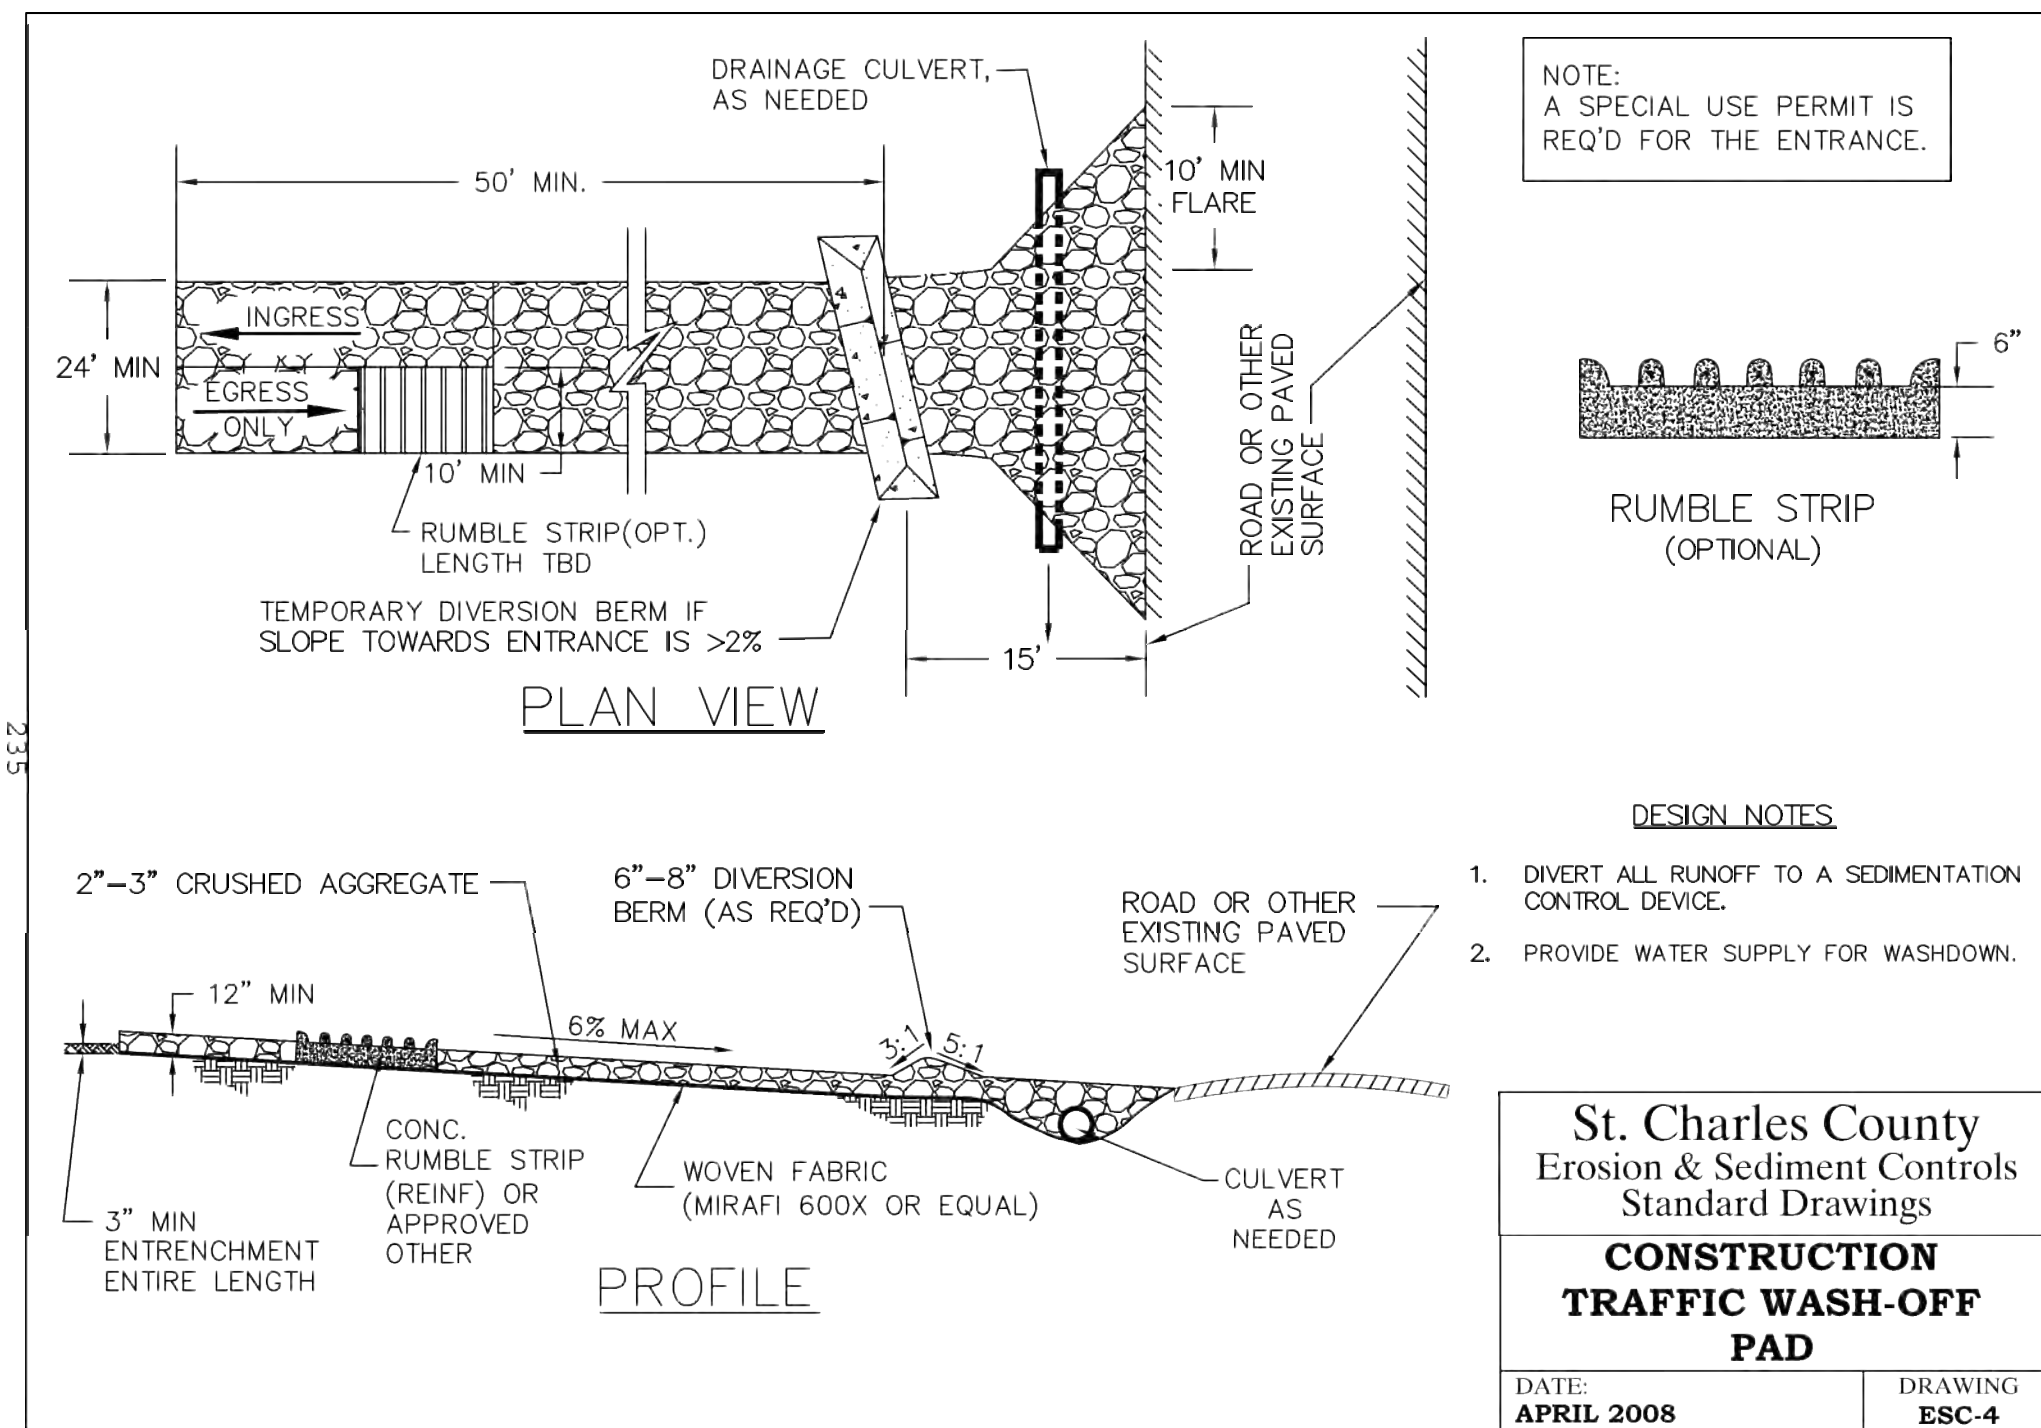 DRAINAGE CULVERT,
AS NEEDED
50' MIN.
10' MIN
FLARE
INGRESS
24' MIN
EGRESS
ONLY
10' MIN
RUMBLE STRIP(OPT.)
LENGTH TBD
TEMPORARY DIVERSION BERM IF
SLOPE TOWARDS ENTRANCE IS >2%
15'
ROAD OR OTHER
EXISTING PAVED
SURFACE
PLAN VIEW
NOTE:
A SPECIAL USE PERMIT IS
REQ'D FOR THE ENTRANCE.
6"
RUMBLE STRIP
(OPTIONAL)
235
DESIGN NOTES
1. DIVERT ALL RUNOFF TO A SEDIMENTATION
CONTROL DEVICE.
2. PROVIDE WATER SUPPLY FOR WASHDOWN.
2"-3" CRUSHED AGGREGATE
6"-8" DIVERSION
BERM (AS REQ'D)
ROAD OR OTHER
EXISTING PAVED
SURFACE
12" MIN
6% MAX
3:1
5:1
3" MIN
ENTRENCHMENT
ENTIRE LENGTH
CONC.
RUMBLE STRIP
(REINF) OR
APPROVED
OTHER
WOVEN FABRIC
(MIRAFI 600X OR EQUAL)
CULVERT
AS
NEEDED
PROFILE
St. Charles County
Erosion & Sediment Controls
Standard Drawings
CONSTRUCTION
TRAFFIC WASH-OFF
PAD
DATE:
APRIL 2008
DRAWING
ESC-4